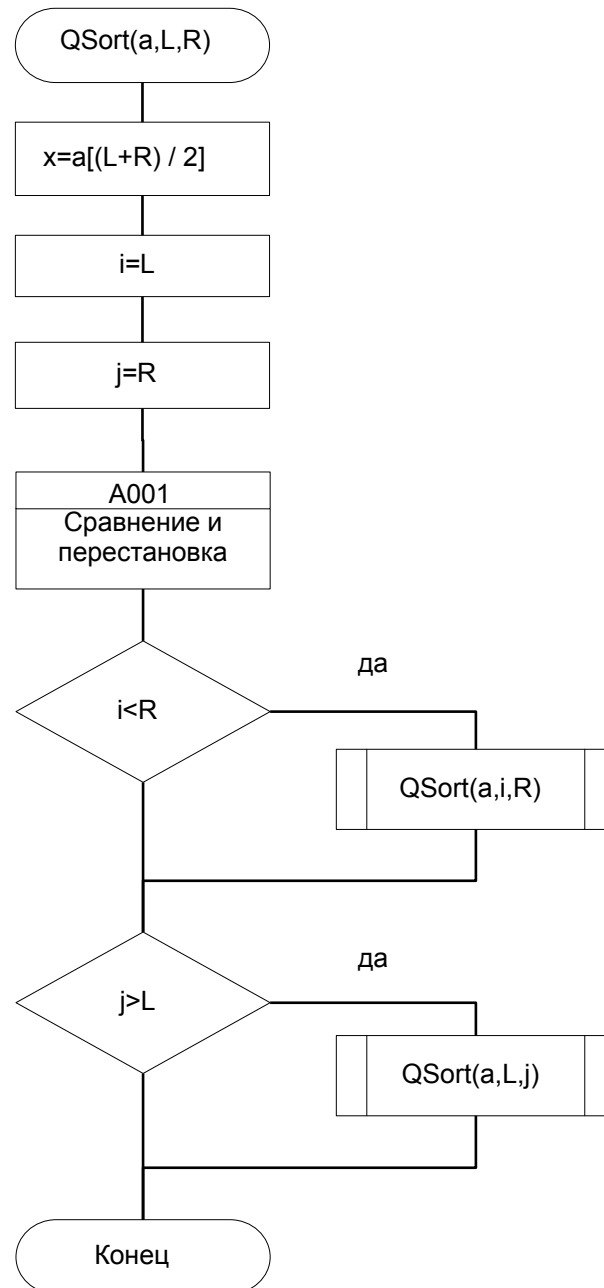 QSort(a,L,R)
x=a[(L+R) / 2]
i=L
j=R
A001
Сравнение и
перестановка
да
i<R
QSort(a,i,R)
да
j>L
QSort(a,L,j)
Конец